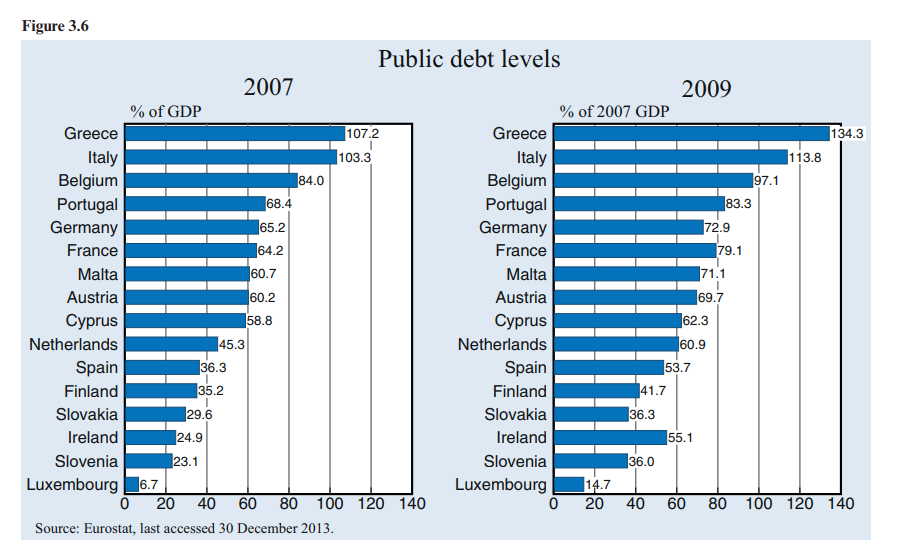 Figure 3.6
Public debt levels
2007
% of GDP
Greece 107.2
Italy 103.3
Belgium 84.0
Portugal 68.4
Germany 65.2
France 64.2
Malta 60.7
Austria 60.2
Cyprus 58.8
Netherlands 45.3
Spain 36.3
Finland 35.2
Slovakia 29.6
Ireland 24.9
Slovenia 23.1
Luxembourg 6.7
0 20 40 60 80 100 120 140
2009
% of 2007 GDP
Greece 134.3
Italy 113.8
Belgium 97.1
Portugal 83.3
Germany 72.9
France 79.1
Malta 71.1
Austria 69.7
Cyprus 62.3
Netherlands 60.9
Spain 53.7
Finland 41.7
Slovakia 36.3
Ireland 55.1
Slovenia 36.0
Luxembourg 14.7
0 20 40 60 80 100 120 140
Source: Eurostat, last accessed 30 December 2013.